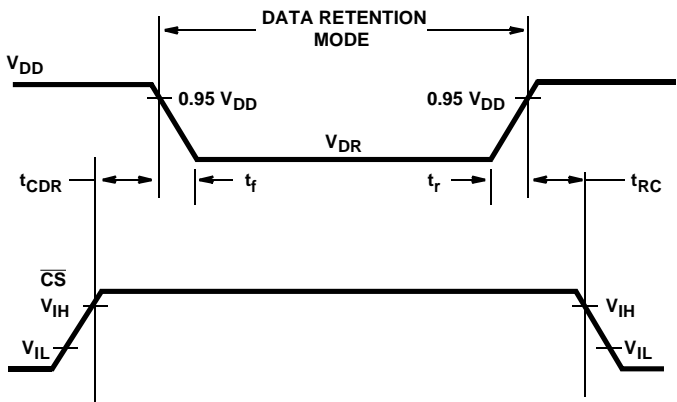 DATA RETENTION
MODE
VDD
0.95 VDD
0.95 VDD
VDR
tCDR
tf
tr
tRC
CS
VIH
VIH
VIL
VIL